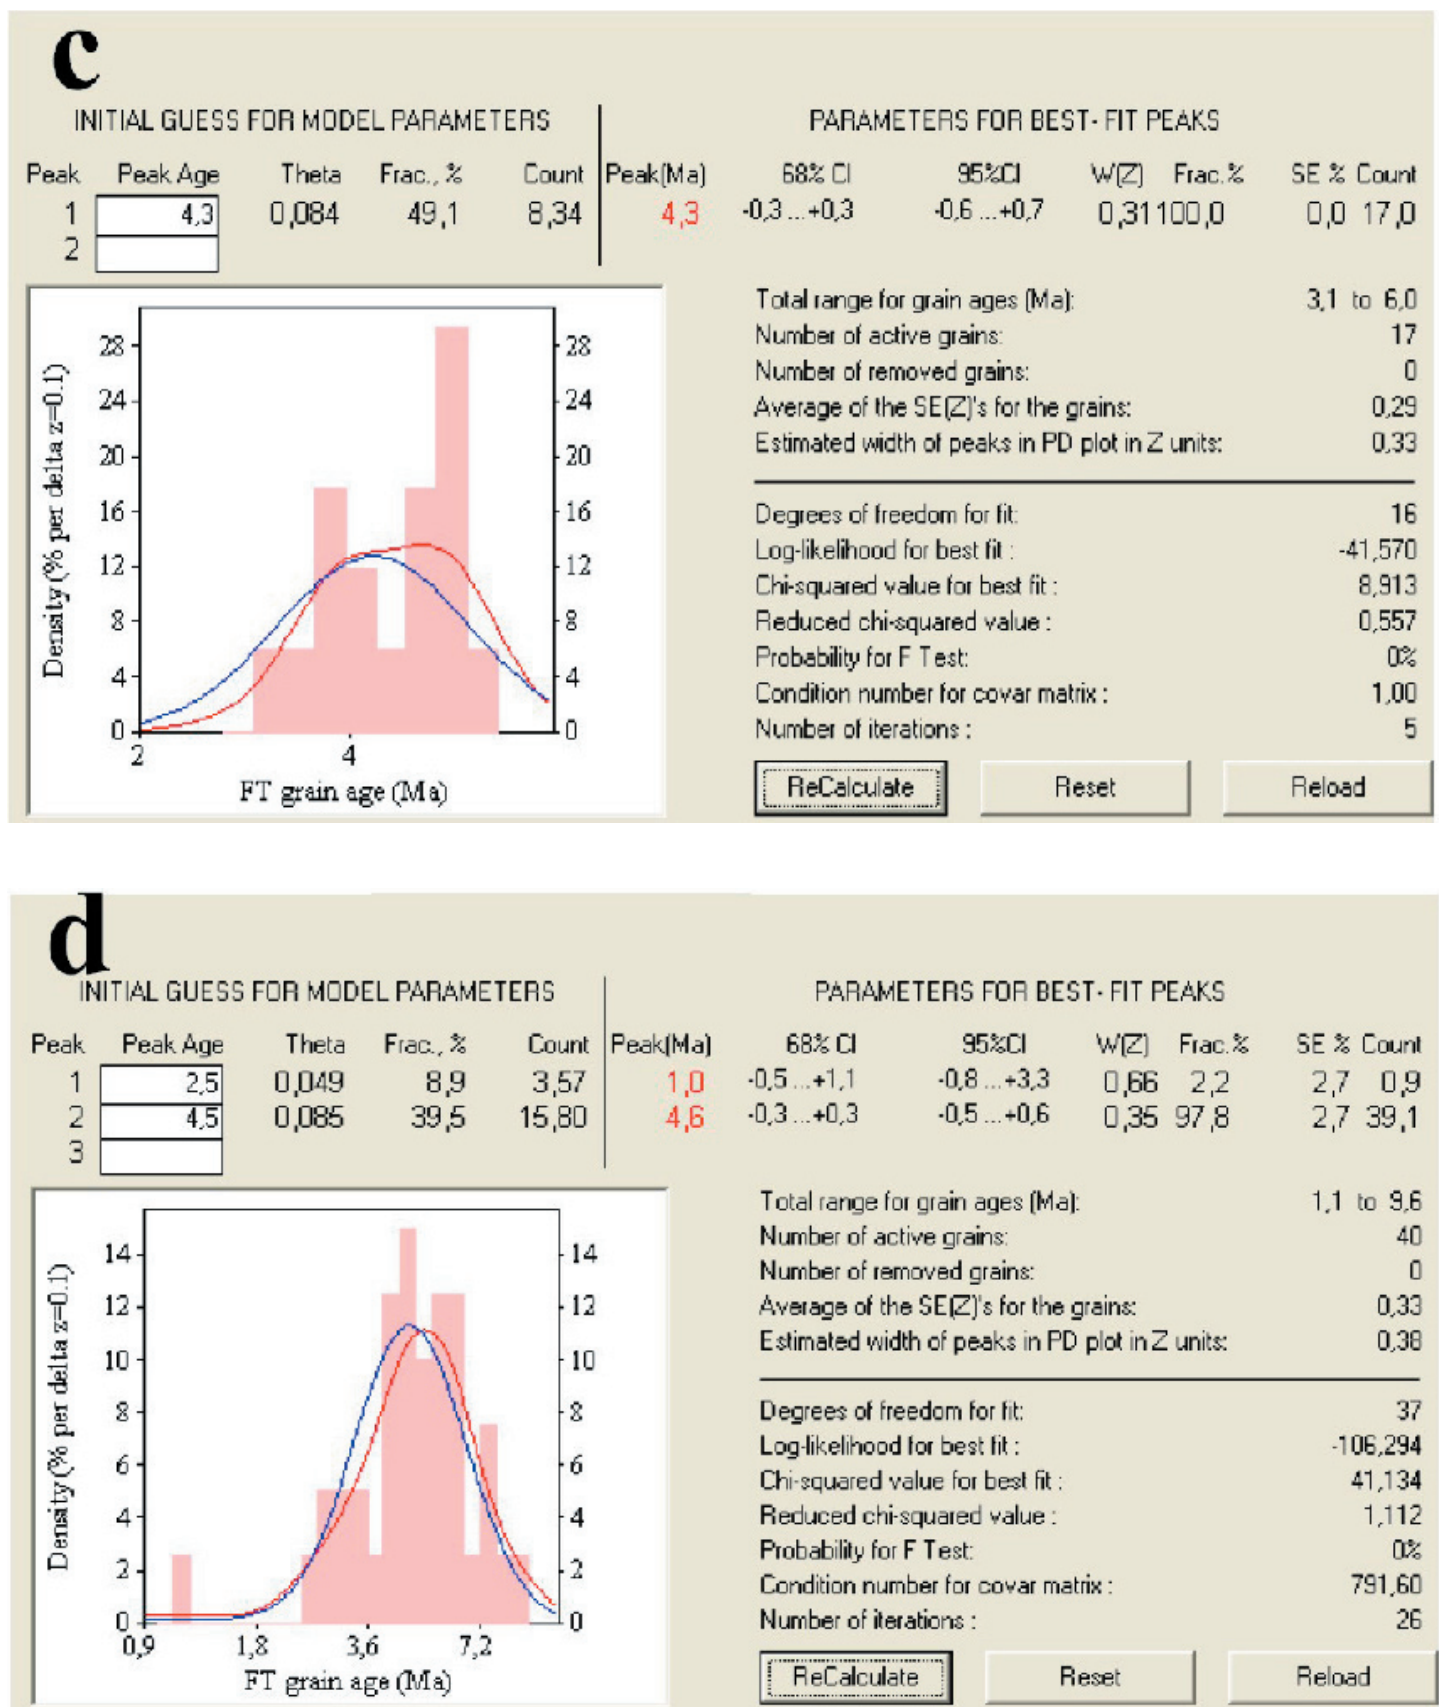 c
INITIAL GUESS FOR MODEL PARAMETERS PARAMETERS FOR BEST- FIT PEAKS
Peak Peak Age Theta Frac., % Count Peak(Ma) 68% CI 95%CI W(Z) Frac.% SE % Count
1 4,3 0,084 49,1 8,34 4,3 -0,3...+0,3 -0,6...+0,7 0,31 100,0 0,0 17,0
2
Total range for grain ages (Ma): 3,1 to 6,0
Number of active grains: 17
Number of removed grains: 0
Average of the SE(Z)'s for the grains: 0,29
Estimated width of peaks in PD plot in Z units: 0,33
Degrees of freedom for fit: 16
Log-likelihood for best fit : -41,570
Chi-squared value for best fit : 8,913
Reduced chi-squared value : 0,557
Probability for F Test: 0%
Condition number for covar matrix : 1,00
Number of iterations : 5
ReCalculate Reset Reload
Density (% per delta z=0.1)
28 28
24 24
20 20
16 16
12 12
8 8
4 4
0 0
2 4
FT grain age (Ma)
d
INITIAL GUESS FOR MODEL PARAMETERS PARAMETERS FOR BEST- FIT PEAKS
Peak Peak Age Theta Frac., % Count Peak(Ma) 68% CI 95%CI W(Z) Frac.% SE % Count
1 2,5 0,049 8,9 3,57 1,0 -0,5...+1,1 -0,8...+3,3 0,66 2,2 2,7 0,9
2 4,5 0,085 39,5 15,80 4,6 -0,3...+0,3 -0,5...+0,6 0,35 97,8 2,7 39,1
3
Total range for grain ages (Ma): 1,1 to 9,6
Number of active grains: 40
Number of removed grains: 0
Average of the SE(Z)'s for the grains: 0,33
Estimated width of peaks in PD plot in Z units: 0,38
Degrees of freedom for fit: 37
Log-likelihood for best fit : -106,294
Chi-squared value for best fit : 41,134
Reduced chi-squared value : 1,112
Probability for F Test: 0%
Condition number for covar matrix : 791,60
Number of iterations : 26
ReCalculate Reset Reload
Density (% per delta z=0.1)
14 14
12 12
10 10
8 8
6 6
4 4
2 2
0 0
0,9 1,8 3,6 7,2
FT grain age (Ma)